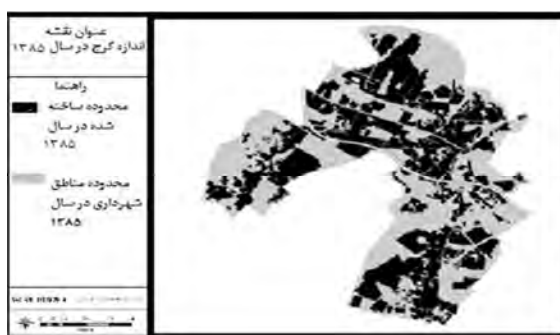 عنوان نقشه
اندازه کرج در سال ۱۳۸۵
راهنما
محدوده ساخته
شده در سال
۱۳۸۵
محدوده مناطق
شهرداری در سال
۱۳۸۵